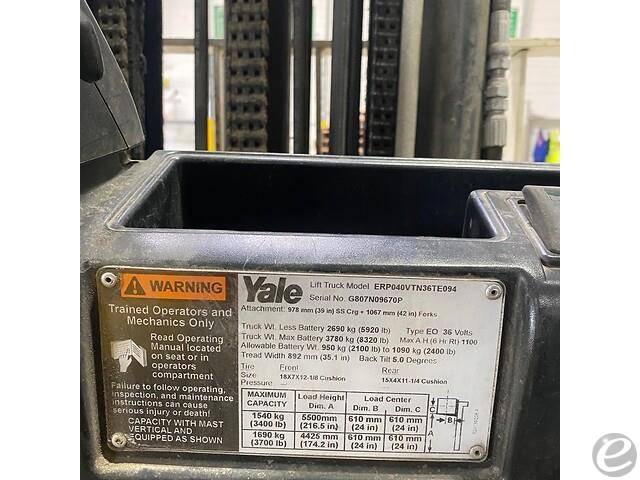 WARNING
Trained Operators and
Mechanics Only
Read Operating
Manual located
on seat or in
operators
compartment
Failure to follow operating,
inspection, and maintenance
instructions can cause
serious injury or death!
CAPACITY WITH MAST
VERTICAL AND
EQUIPPED AS SHOWN
Yale
Lift Truck Model ERP040VTN36TE094
Serial No. G807N09670P
Attachment: 978 mm (39 in) SS Crg + 1067 mm (42 in) Forks
Truck Wt. Less Battery 2690 kg (5920 lb) Type EO 36 Volts
Truck Wt. Max Battery 3780 kg (8320 lb) Max A.H (6 Hr Rt) 1100
Allowable Battery Wt. 950 kg (2100 lb) to 1090 kg (2400 lb)
Tread Width 892 mm (35.1 in) Back Tilt 5.0 Degrees
Tire Front Rear
Size 18X7X12-1/8 Cushion 15X4X11-1/4 Cushion
Pressure — —
MAXIMUM CAPACITY Load Height Dim. A Load Center Dim. B Dim. C
1540 kg (3400 lb) 5500mm (216.5 in) 610 mm (24 in) 610 mm (24 in)
1690 kg (3700 lb) 4425 mm (174.2 in) 610 mm (24 in) 610 mm (24 in)
C
B
A